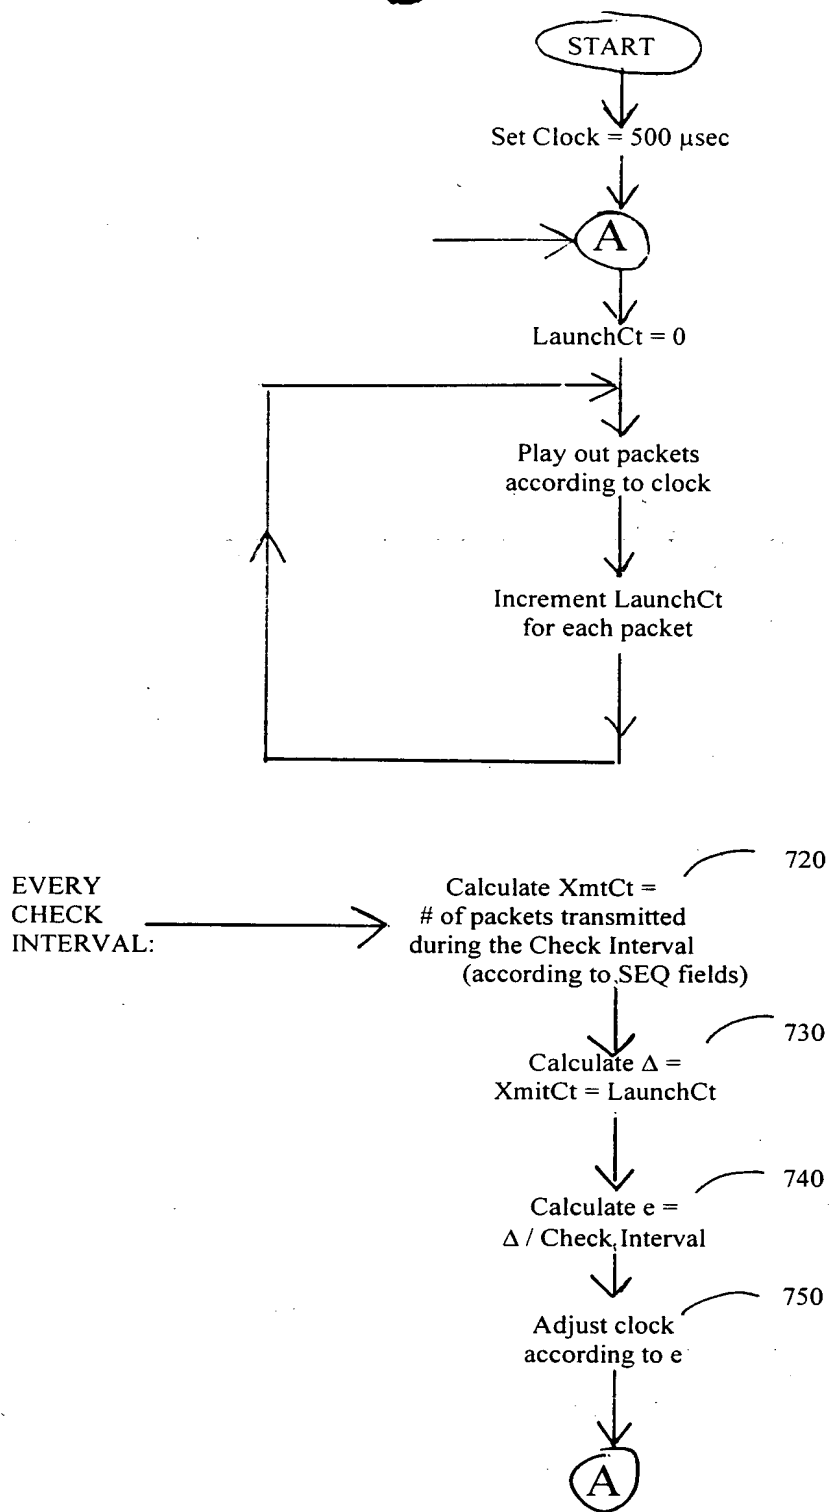 START
Set Clock = 500 μsec
A
LaunchCt = 0
Play out packets
according to clock
Increment LaunchCt
for each packet
EVERY
CHECK
INTERVAL:
720
Calculate XmtCt =
# of packets transmitted
during the Check Interval
(according to SEQ fields)
730
Calculate Δ =
XmitCt = LaunchCt
740
Calculate e =
Δ / Check Interval
750
Adjust clock
according to e
A